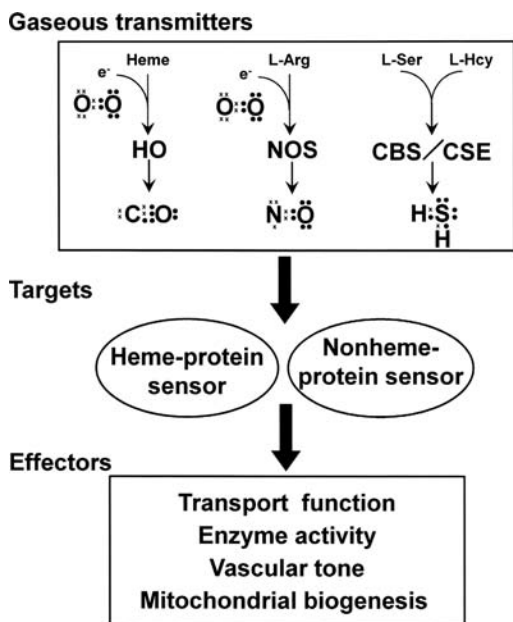 Gaseous transmitters
Heme L-Arg L-Ser L-Hcy
e- e-
O O O O
HO NOS CBS/CSE
C O N O H S
H
Targets
Heme-protein Nonheme-
sensor protein sensor
Effectors
Transport function
Enzyme activity
Vascular tone
Mitochondrial biogenesis